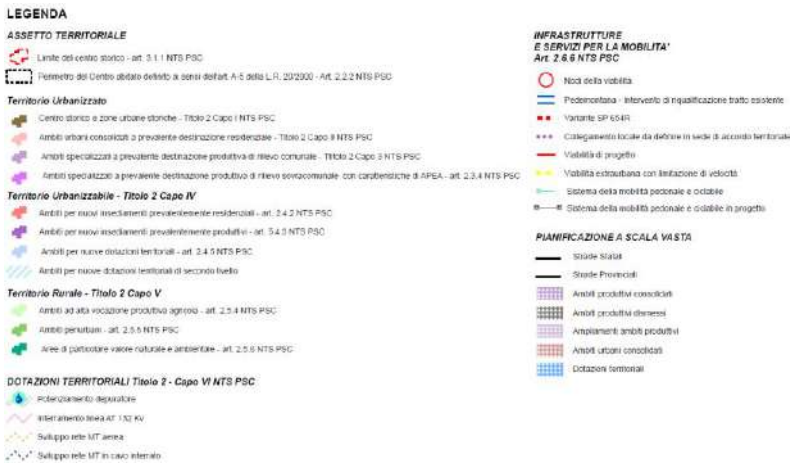 LEGENDA
ASSETTO TERRITORIALE
Limite del centro storico - art. 3.1.1 NTS PSC
Perimetro del Centro abitato definito ai sensi dell'art. A-5 della L.R. 20/2000 - Art. 2.2.2 NTS PSC
Territorio Urbanizzato
Centro storico e zone urbane storiche - Titolo 2 Capo I NTS PSC
Ambiti urbani consolidati a prevalente destinazione residenziale - Titolo 2 Capo II NTS PSC
Ambiti specializzati a prevalente destinazione produttiva di rilievo comunale - Titolo 2 Capo 3 NTS PSC
Ambiti specializzati a prevalente destinazione produttiva di rilievo sovracomunale con caratteristiche di APEA - art. 2.3.4 NTS PSC
Territorio Urbanizzabile - Titolo 2 Capo IV
Ambiti per nuovi insediamenti prevalentemente residenziali - art. 2.4.2 NTS PSC
Ambiti per nuovi insediamenti prevalentemente produttivi - art. 5.4.3 NTS PSC
Ambiti per nuove dotazioni territoriali - art. 2.4.5 NTS PSC
Ambiti per nuove dotazioni territoriali di secondo livello
Territorio Rurale - Titolo 2 Capo V
Ambiti ad alta vocazione produttiva agricola - art. 2.5.4 NTS PSC
Ambiti periurbani - art. 2.5.5 NTS PSC
Aree di particolare valore naturale e ambientale - art. 2.5.6 NTS PSC
DOTAZIONI TERRITORIALI Titolo 2 - Capo VI NTS PSC
Potenziamento depuratore
Interramento linea AT 132 KV
Sviluppo rete MT aerea
Sviluppo rete MT in cavo interrato
INFRASTRUTTURE
E SERVIZI PER LA MOBILITA'
Art. 2.6.6 NTS PSC
Nodi della viabilità
Pedemontana - Intervento di riqualificazione tratto esistente
Variante SP 654R
Collegamento locale da definire in sede di accordo territoriale
Viabilità di progetto
Viabilità extraurbana con limitazione di velocità
Sistema della mobilità pedonale e ciclabile
Sistema della mobilità pedonale e ciclabile in progetto
PIANIFICAZIONE A SCALA VASTA
Strade Statali
Strade Provinciali
Ambiti produttivi consolidati
Ambiti produttivi dismessi
Ampliamenti ambiti produttivi
Ambiti urbani consolidati
Dotazioni territoriali